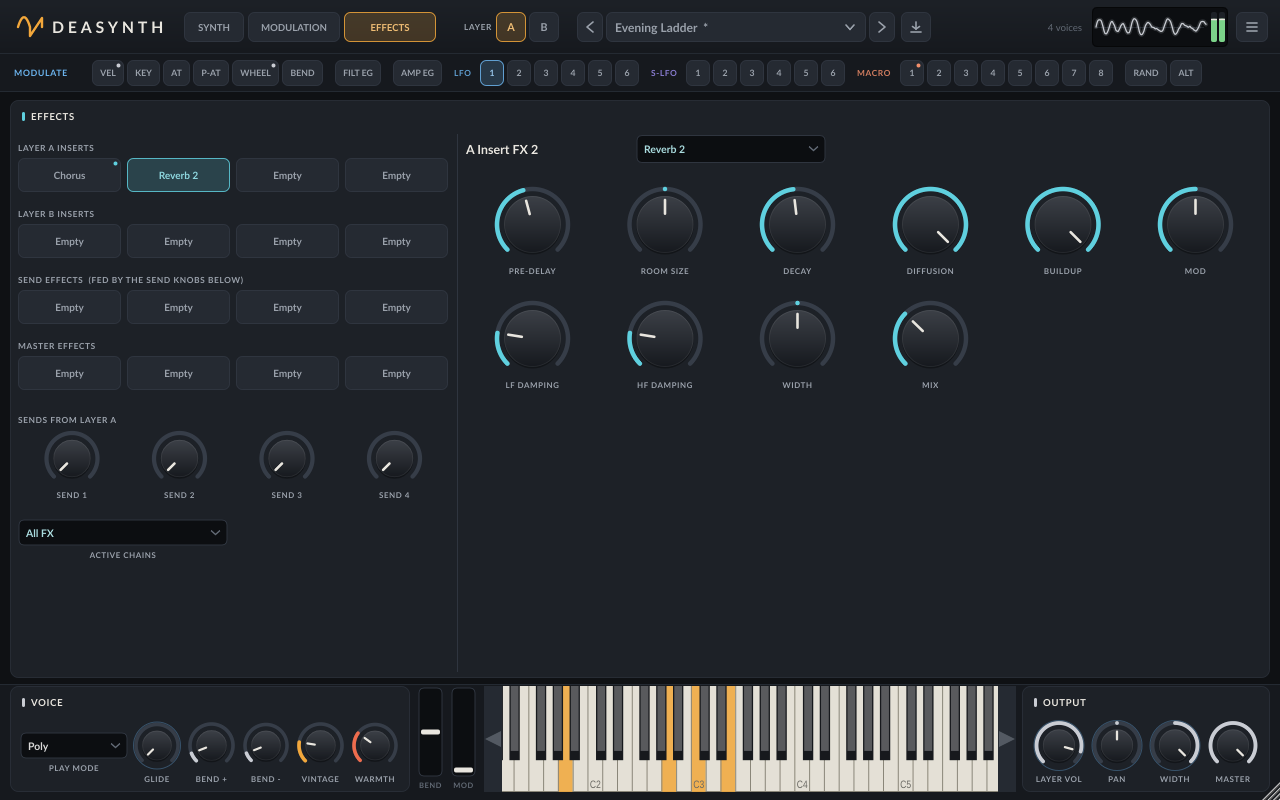 DEASYNTH
SYNTH MODULATION EFFECTS LAYER A B Evening Ladder * 4 voices
MODULATE VEL KEY AT P-AT WHEEL BEND FILT EG AMP EG LFO 1 2 3 4 5 6 S-LFO 1 2 3 4 5 6 MACRO 1 2 3 4 5 6 7 8 RAND ALT
EFFECTS
LAYER A INSERTS
Chorus Reverb 2 Empty Empty
LAYER B INSERTS
Empty Empty Empty Empty
SEND EFFECTS (FED BY THE SEND KNOBS BELOW)
Empty Empty Empty Empty
MASTER EFFECTS
Empty Empty Empty Empty
SENDS FROM LAYER A
SEND 1 SEND 2 SEND 3 SEND 4
All FX
ACTIVE CHAINS
A Insert FX 2 Reverb 2
PRE-DELAY ROOM SIZE DECAY DIFFUSION BUILDUP MOD
LF DAMPING HF DAMPING WIDTH MIX
VOICE
Poly
PLAY MODE GLIDE BEND + BEND - VINTAGE WARMTH
BEND MOD
C2 C3 C4 C5
OUTPUT
LAYER VOL PAN WIDTH MASTER